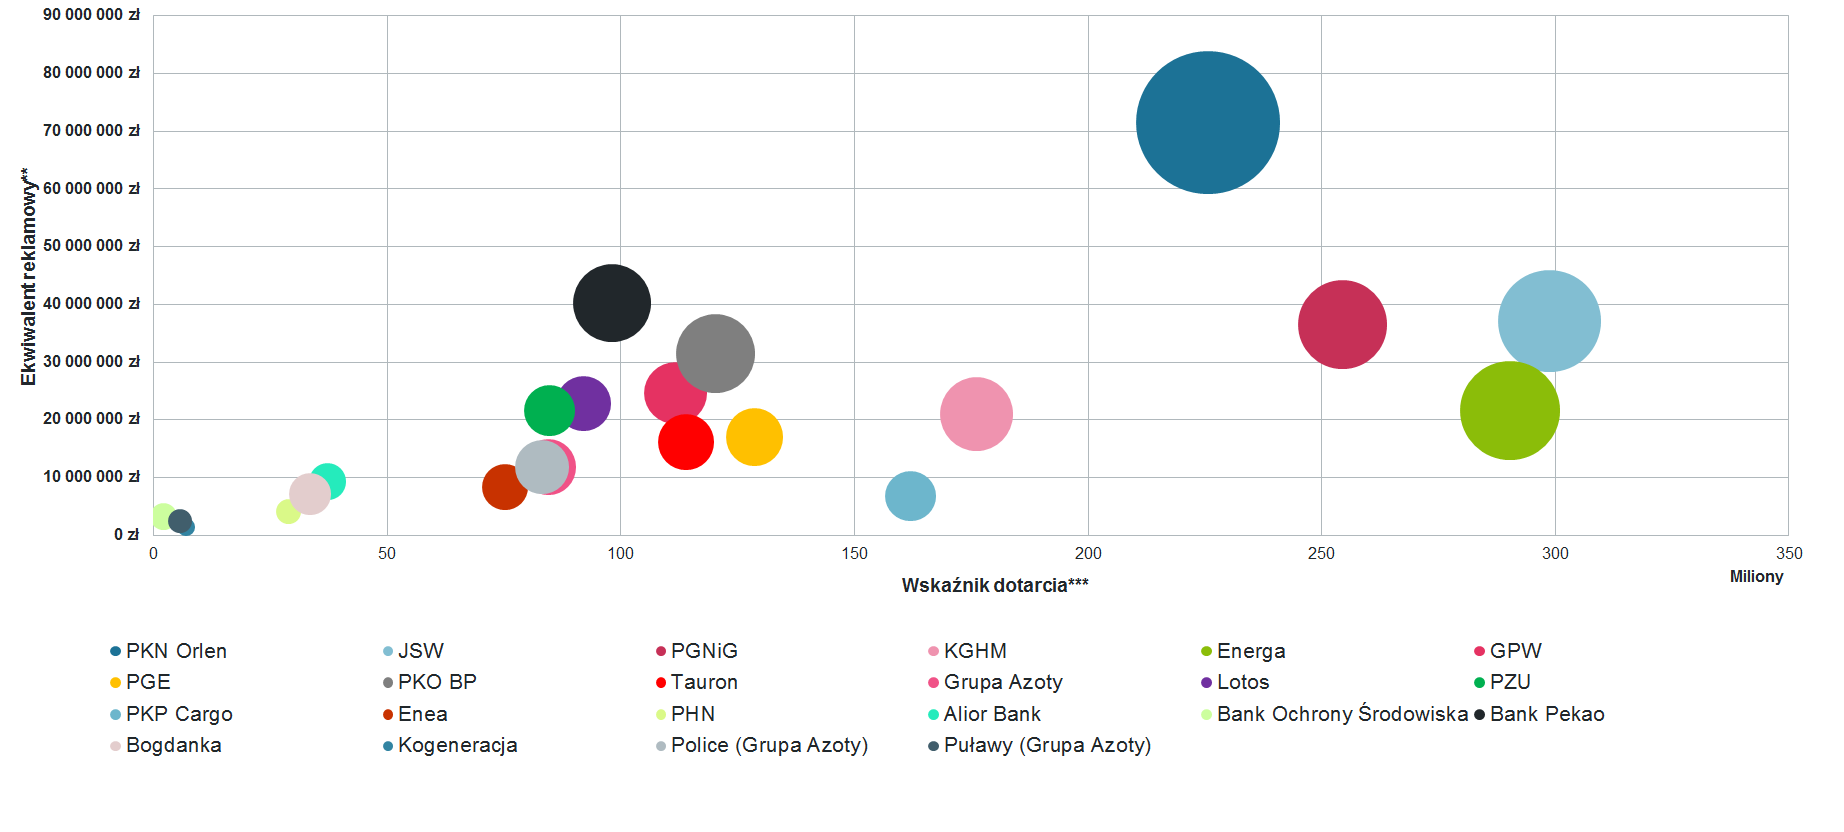 90 000 000 zł
80 000 000 zł
70 000 000 zł
60 000 000 zł
50 000 000 zł
40 000 000 zł
30 000 000 zł
20 000 000 zł
10 000 000 zł
0 zł
Ekwiwalent reklamowy**
0 50 100 150 200 250 300 350
Miliony
Wskaźnik dotarcia***
PKN Orlen JSW PGNiG KGHM Energa GPW
PGE PKO BP Tauron Grupa Azoty Lotos PZU
PKP Cargo Enea PHN Alior Bank Bank Ochrony Środowiska Bank Pekao
Bogdanka Kogeneracja Police (Grupa Azoty) Puławy (Grupa Azoty)